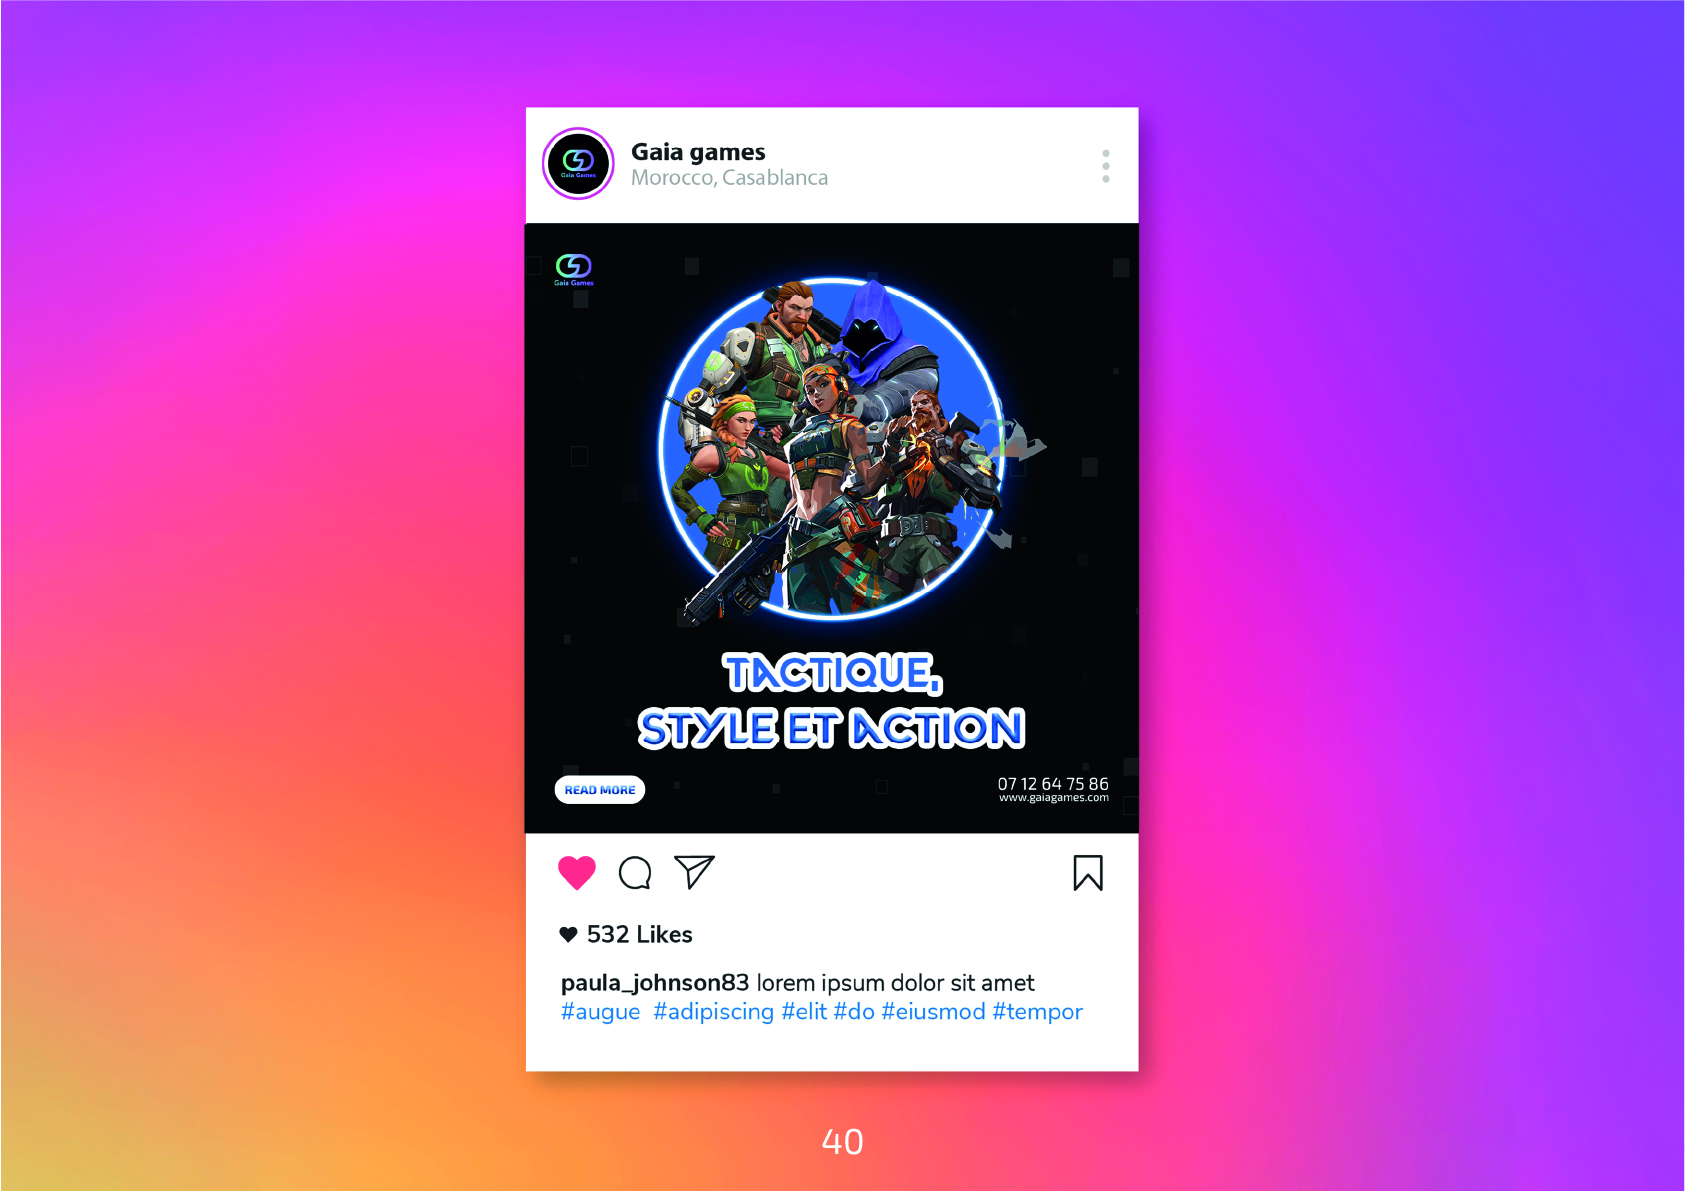 Gaia games
Morocco, Casablanca
Gaia Games
Gaia Games
TACTIQUE,
STYLE ET ACTION
READ MORE
07 12 64 75 86
www.gaiagames.com
532 Likes
paula_johnson83 lorem ipsum dolor sit amet
#augue #adipiscing #elit #do #eiusmod #tempor
40